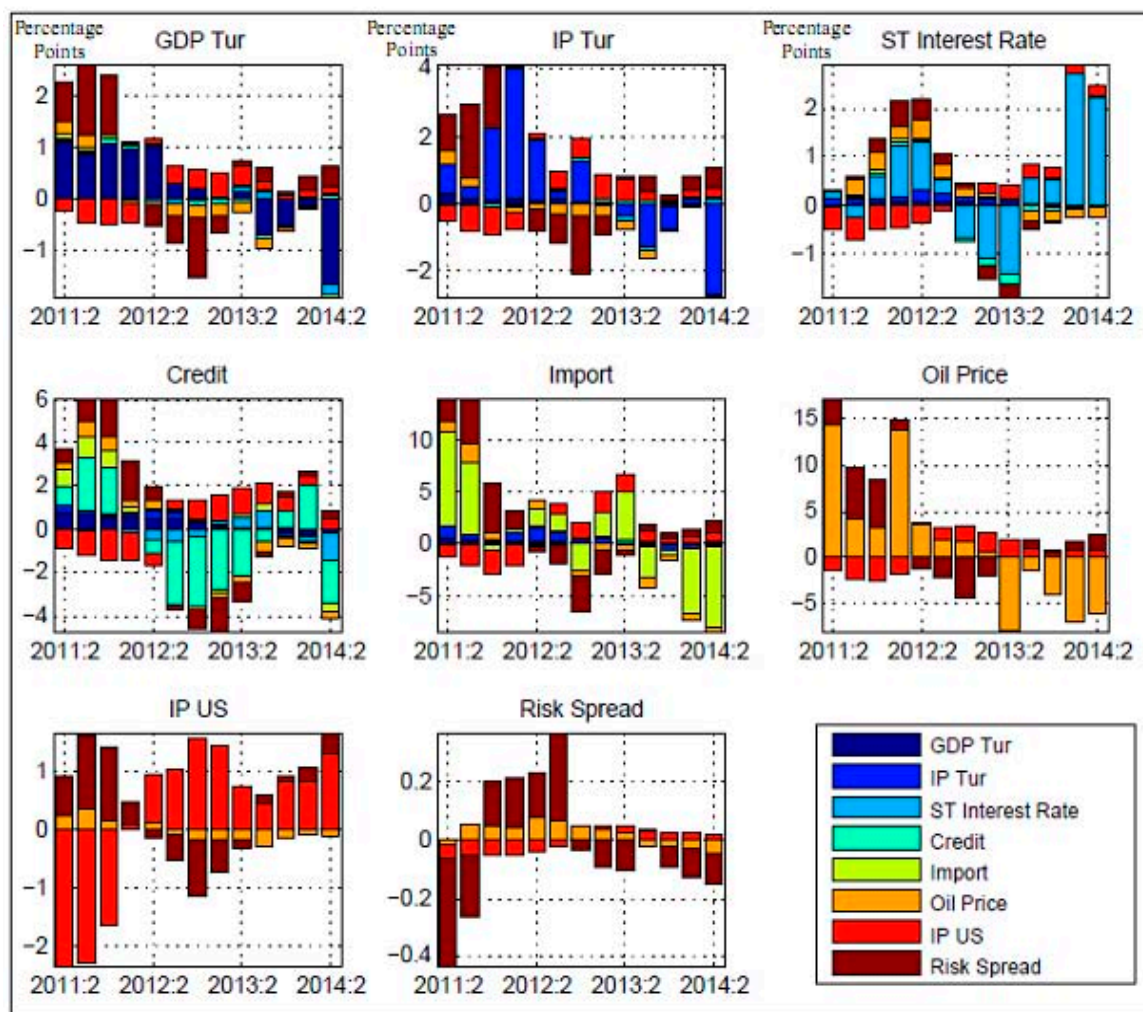 Percentage
Points
GDP Tur
2
1
0
−1
2011:2 2012:2 2013:2 2014:2
Percentage
Points
IP Tur
4
2
0
−2
2011:2 2012:2 2013:2 2014:2
Percentage
Points
ST Interest Rate
2
1
0
−1
2011:2 2012:2 2013:2 2014:2
Credit
6
4
2
0
−2
−4
2011:2 2012:2 2013:2 2014:2
Import
10
5
0
−5
2011:2 2012:2 2013:2 2014:2
Oil Price
15
10
5
0
−5
2011:2 2012:2 2013:2 2014:2
IP US
1
0
−1
−2
2011:2 2012:2 2013:2 2014:2
Risk Spread
0.2
0
−0.2
−0.4
2011:2 2012:2 2013:2 2014:2
GDP Tur
IP Tur
ST Interest Rate
Credit
Import
Oil Price
IP US
Risk Spread